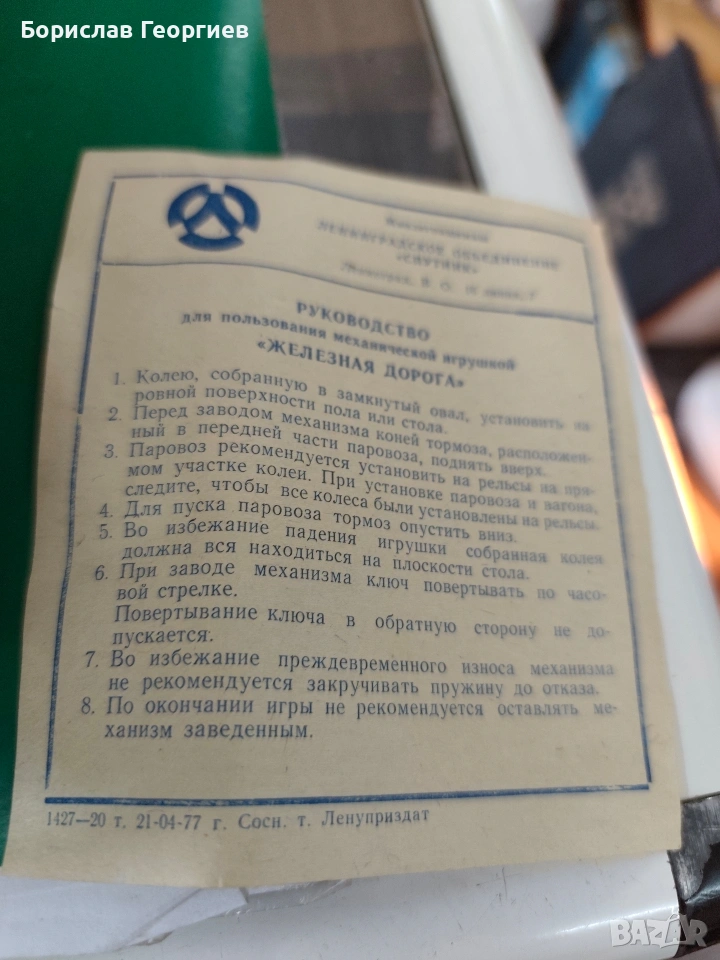 Борислав Георгиев
ЛЕНИНГРАДСКОЕ ОБЪЕДИНЕНИЕ
«СПУТНИК»
Ленинград, В. О.
РУКОВОДСТВО
для пользования механической игрушкой
«ЖЕЛЕЗНАЯ ДОРОГА»
1. Колею, собранную в замкнутый овал, установить на
ровной поверхности пола или стола.
2. Перед заводом механизма коней тормоза, расположен-
ный в передней части паровоза, поднять вверх.
3. Паровоз рекомендуется установить на рельсы на пря-
мом участке колеи. При установке паровоза и вагона,
следите, чтобы все колеса были установлены на рельсы.
4. Для пуска паровоза тормоз опустить вниз.
5. Во избежание падения игрушки собранная колея
должна вся находиться на плоскости стола.
6. При заводе механизма ключ повертывать по часо-
вой стрелке.
Повертывание ключа в обратную сторону не до-
пускается.
7. Во избежание преждевременного износа механизма
не рекомендуется закручивать пружину до отказа.
8. По окончании игры не рекомендуется оставлять ме-
ханизм заведенным.
1427—20 т. 21-04-77 г. Сосн. т. Ленуприздат
BAZAR